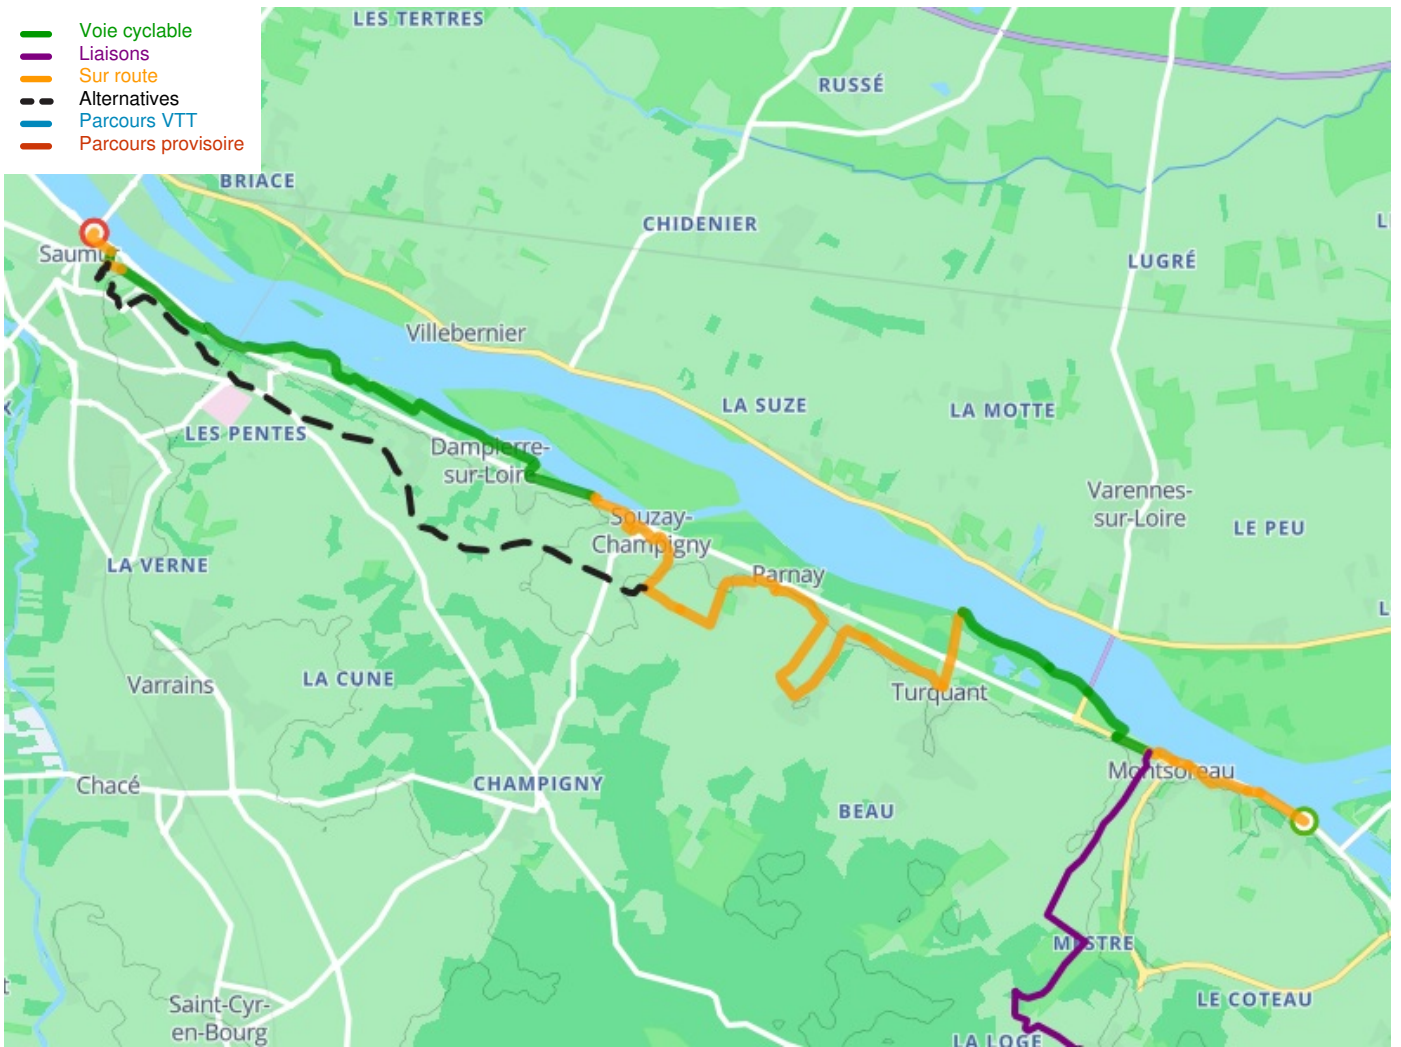 Voie cyclable
Liaisons
Sur route
Alternatives
Parcours VTT
Parcours provisoire
LES TERTRES
RUSSÉ
BRIACE
CHIDENIER
LUGRÉ
Saumur
Villebernier
LA SUZE
LA MOTTE
LES PENTES
Dampierre-
sur-Loire
Varennes-
sur-Loire
Souzay-
Champigny
LE PEU
LA VERNE
Parnay
LA CUNE
Varrains
Turquant
Montsoreau
Chacé
CHAMPIGNY
BEAU
MESTRE
Saint-Cyr-
en-Bourg
LE COTEAU
LA LOGE